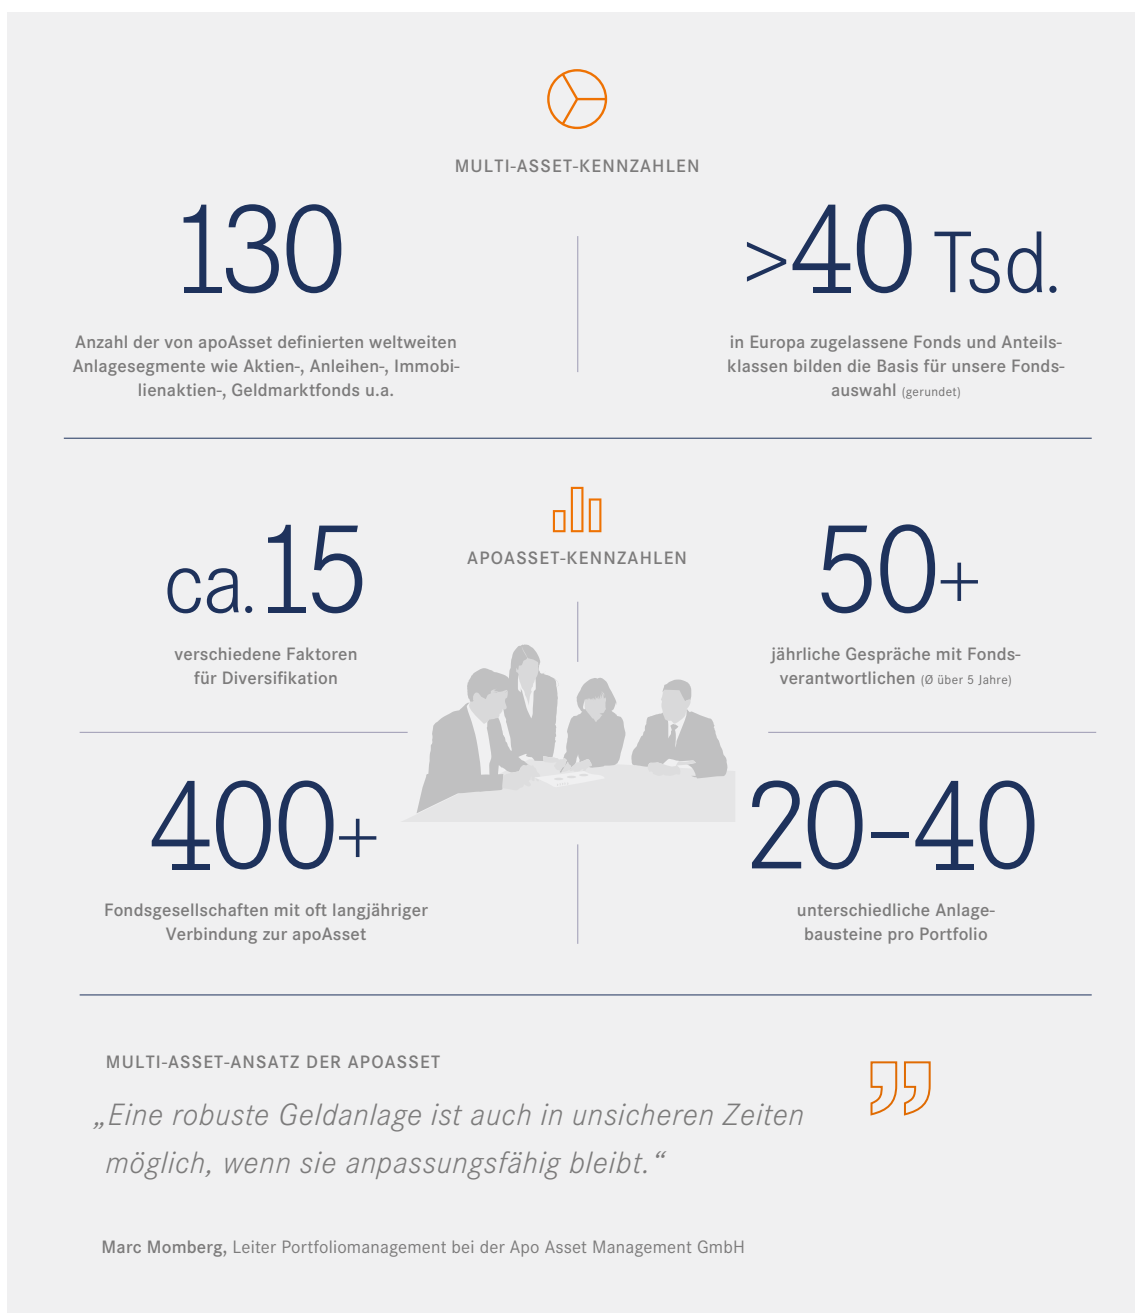 MULTI-ASSET-KENNZAHLEN
130
Anzahl der von apoAsset definierten weltweiten
Anlagesegmente wie Aktien-, Anleihen-, Immobi-
lienaktien-, Geldmarktfonds u.a.
>40 Tsd.
in Europa zugelassene Fonds und Anteils-
klassen bilden die Basis für unsere Fonds-
auswahl (gerundet)
APOASSET-KENNZAHLEN
ca. 15
verschiedene Faktoren
für Diversifikation
50+
jährliche Gespräche mit Fonds-
verantwortlichen (Ø über 5 Jahre)
400+
Fondsgesellschaften mit oft langjähriger
Verbindung zur apoAsset
20–40
unterschiedliche Anlage-
bausteine pro Portfolio
MULTI-ASSET-ANSATZ DER APOASSET
„Eine robuste Geldanlage ist auch in unsicheren Zeiten
möglich, wenn sie anpassungsfähig bleibt.“
Marc Momberg, Leiter Portfoliomanagement bei der Apo Asset Management GmbH